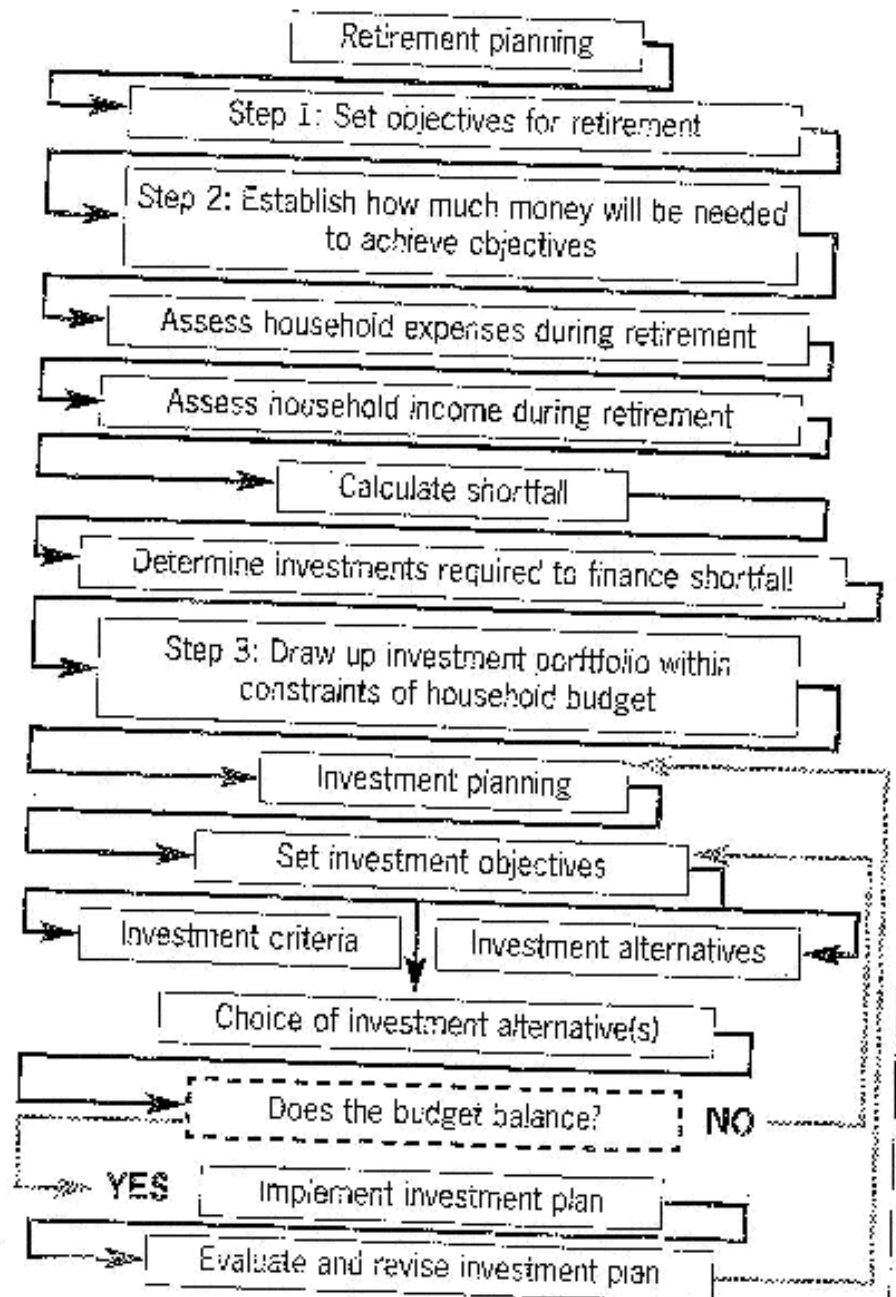 Retirement planning
Step 1: Set objectives for retirement
Step 2: Establish how much money will be needed
to achieve objectives
Assess household expenses during retirement
Assess household income during retirement
Calculate shortfall
Determine investments required to finance shortfall
Step 3: Draw up investment portfolio within
constraints of household budget
Investment planning
Set investment objectives
Investment criteria
Investment alternatives
Choice of investment alternative(s)
Does the budget balance?
NO
YES
Implement investment plan
Evaluate and revise investment plan